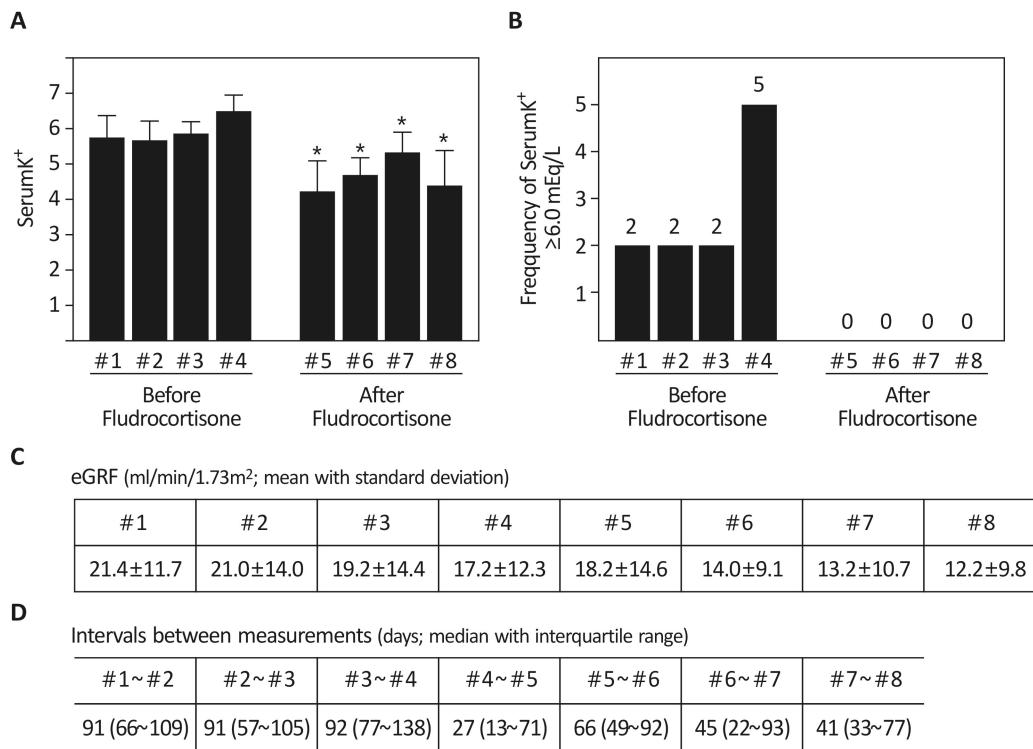 A
SerumK⁺
7
6
5
4
3
2
1
* * * *
#1 #2 #3 #4 #5 #6 #7 #8
Before
Fludrocortisone
After
Fludrocortisone
B
Freqquency of SerumK⁺
≥6.0 mEq/L
5
4
3
2
1
2 2 2 5 0 0 0 0
#1 #2 #3 #4 #5 #6 #7 #8
Before
Fludrocortisone
After
Fludrocortisone
C
eGRF (ml/min/1.73m²; mean with standard deviation)
#1 #2 #3 #4 #5 #6 #7 #8
21.4±11.7 21.0±14.0 19.2±14.4 17.2±12.3 18.2±14.6 14.0±9.1 13.2±10.7 12.2±9.8
D
Intervals between measurements (days; median with interquartile range)
#1~#2 #2~#3 #3~#4 #4~#5 #5~#6 #6~#7 #7~#8
91 (66~109) 91 (57~105) 92 (77~138) 27 (13~71) 66 (49~92) 45 (22~93) 41 (33~77)